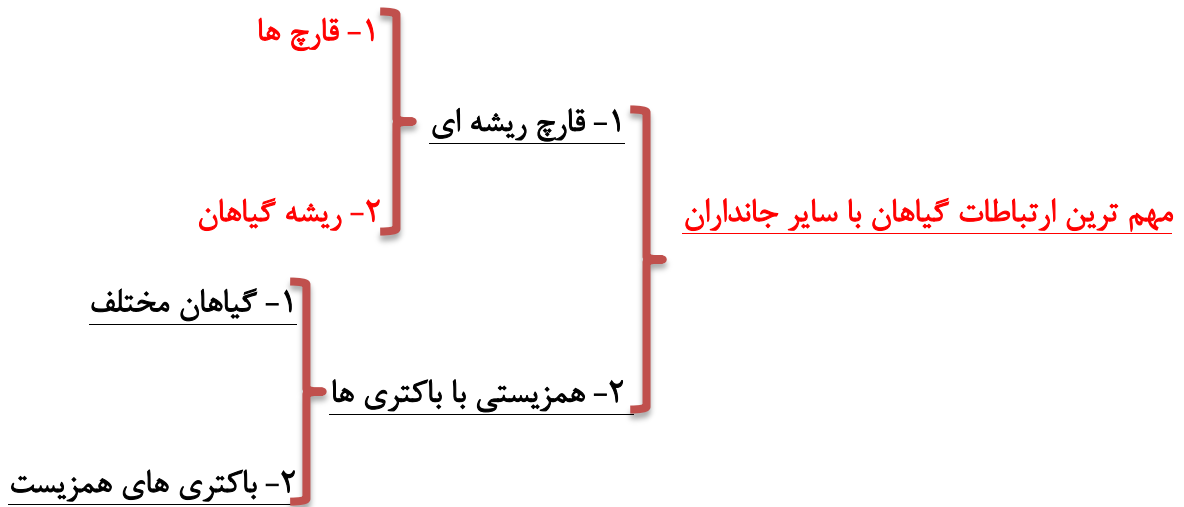 مهم ترین ارتباطات گیاهان با سایر جانداران
۱- قارچ ریشه ای
۱- قارچ ها
۲- ریشه گیاهان
۲- همزیستی با باکتری ها
۱- گیاهان مختلف
۲- باکتری های همزیست